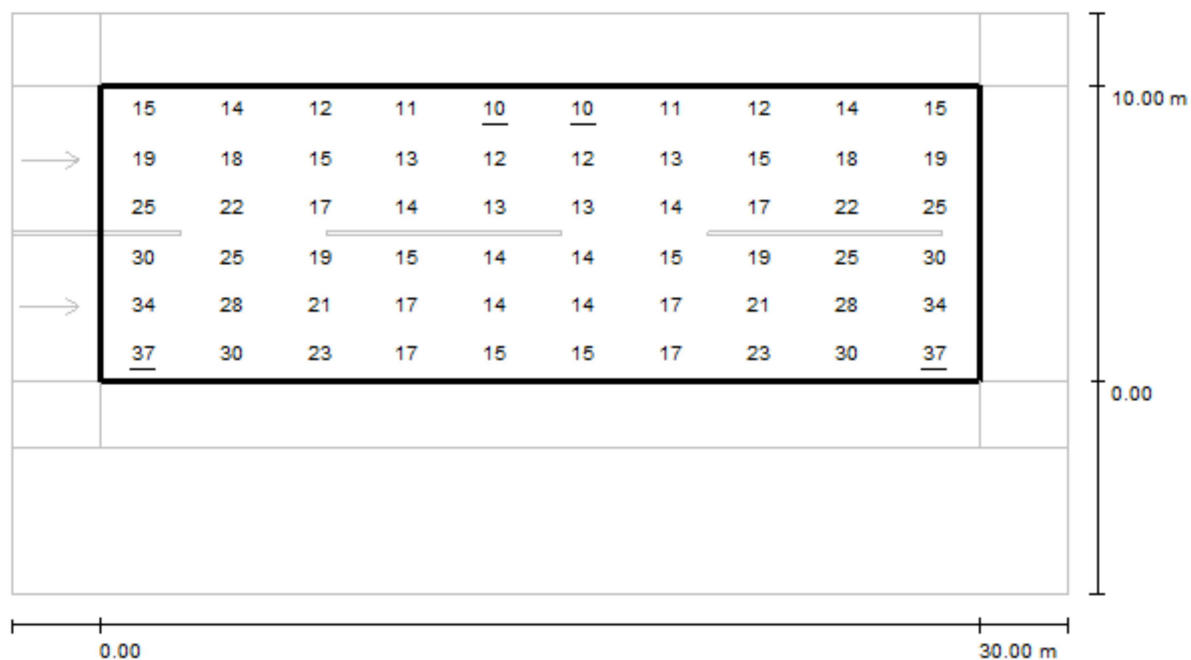 15 14 12 11 10 10 11 12 14 15
10.00 m
19 18 15 13 12 12 13 15 18 19
25 22 17 14 13 13 14 17 22 25
30 25 19 15 14 14 15 19 25 30
34 28 21 17 14 14 17 21 28 34
37 30 23 17 15 15 17 23 30 37
0.00
0.00 30.00 m